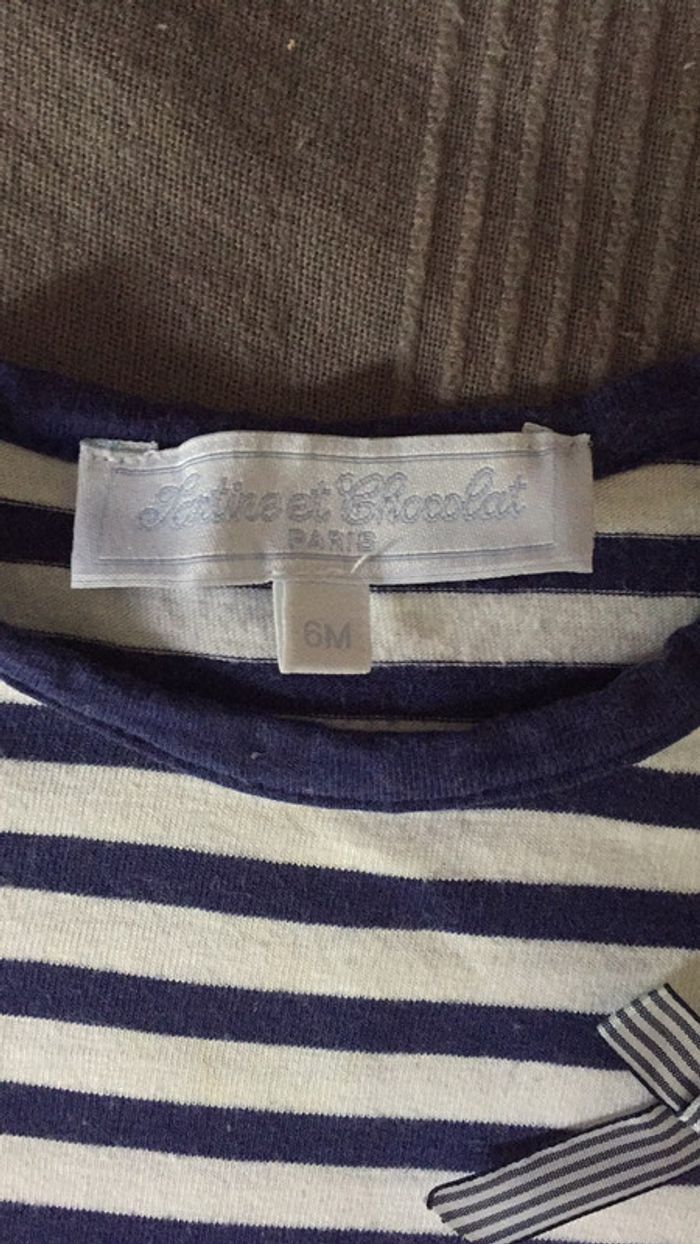 Tartine et Chocolat
PARIS
6M